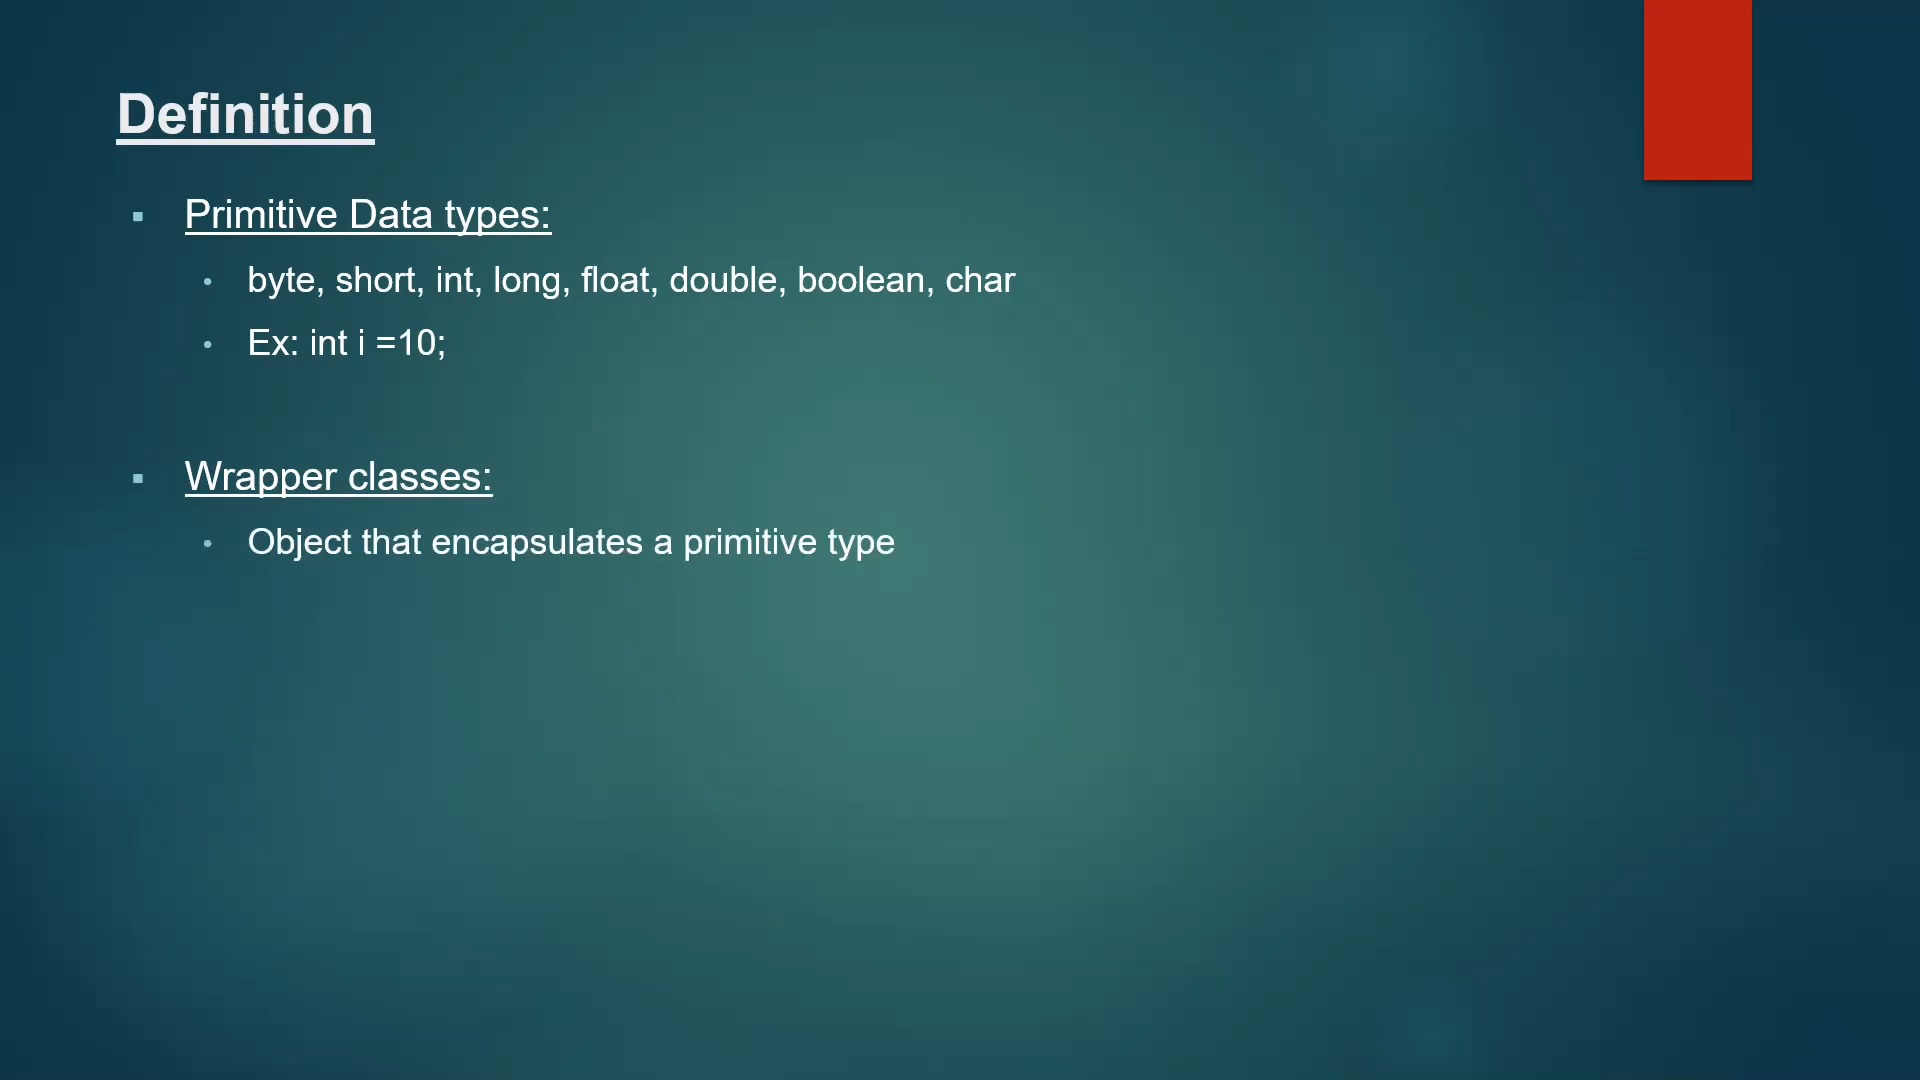 Definition
Primitive Data types:
byte, short, int, long, float, double, boolean, char
Ex: int i =10;
Wrapper classes:
Object that encapsulates a primitive type